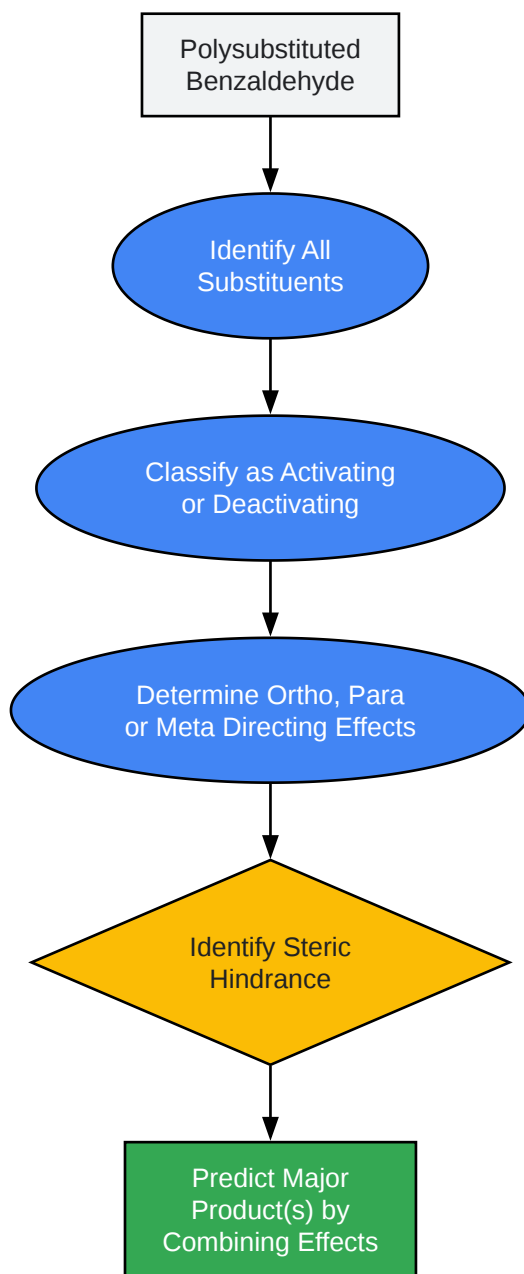 Polysubstituted
Benzaldehyde
Identify All
Substituents
Classify as Activating
or Deactivating
Determine Ortho, Para
or Meta Directing Effects
Identify Steric
Hindrance
Predict Major
Product(s) by
Combining Effects